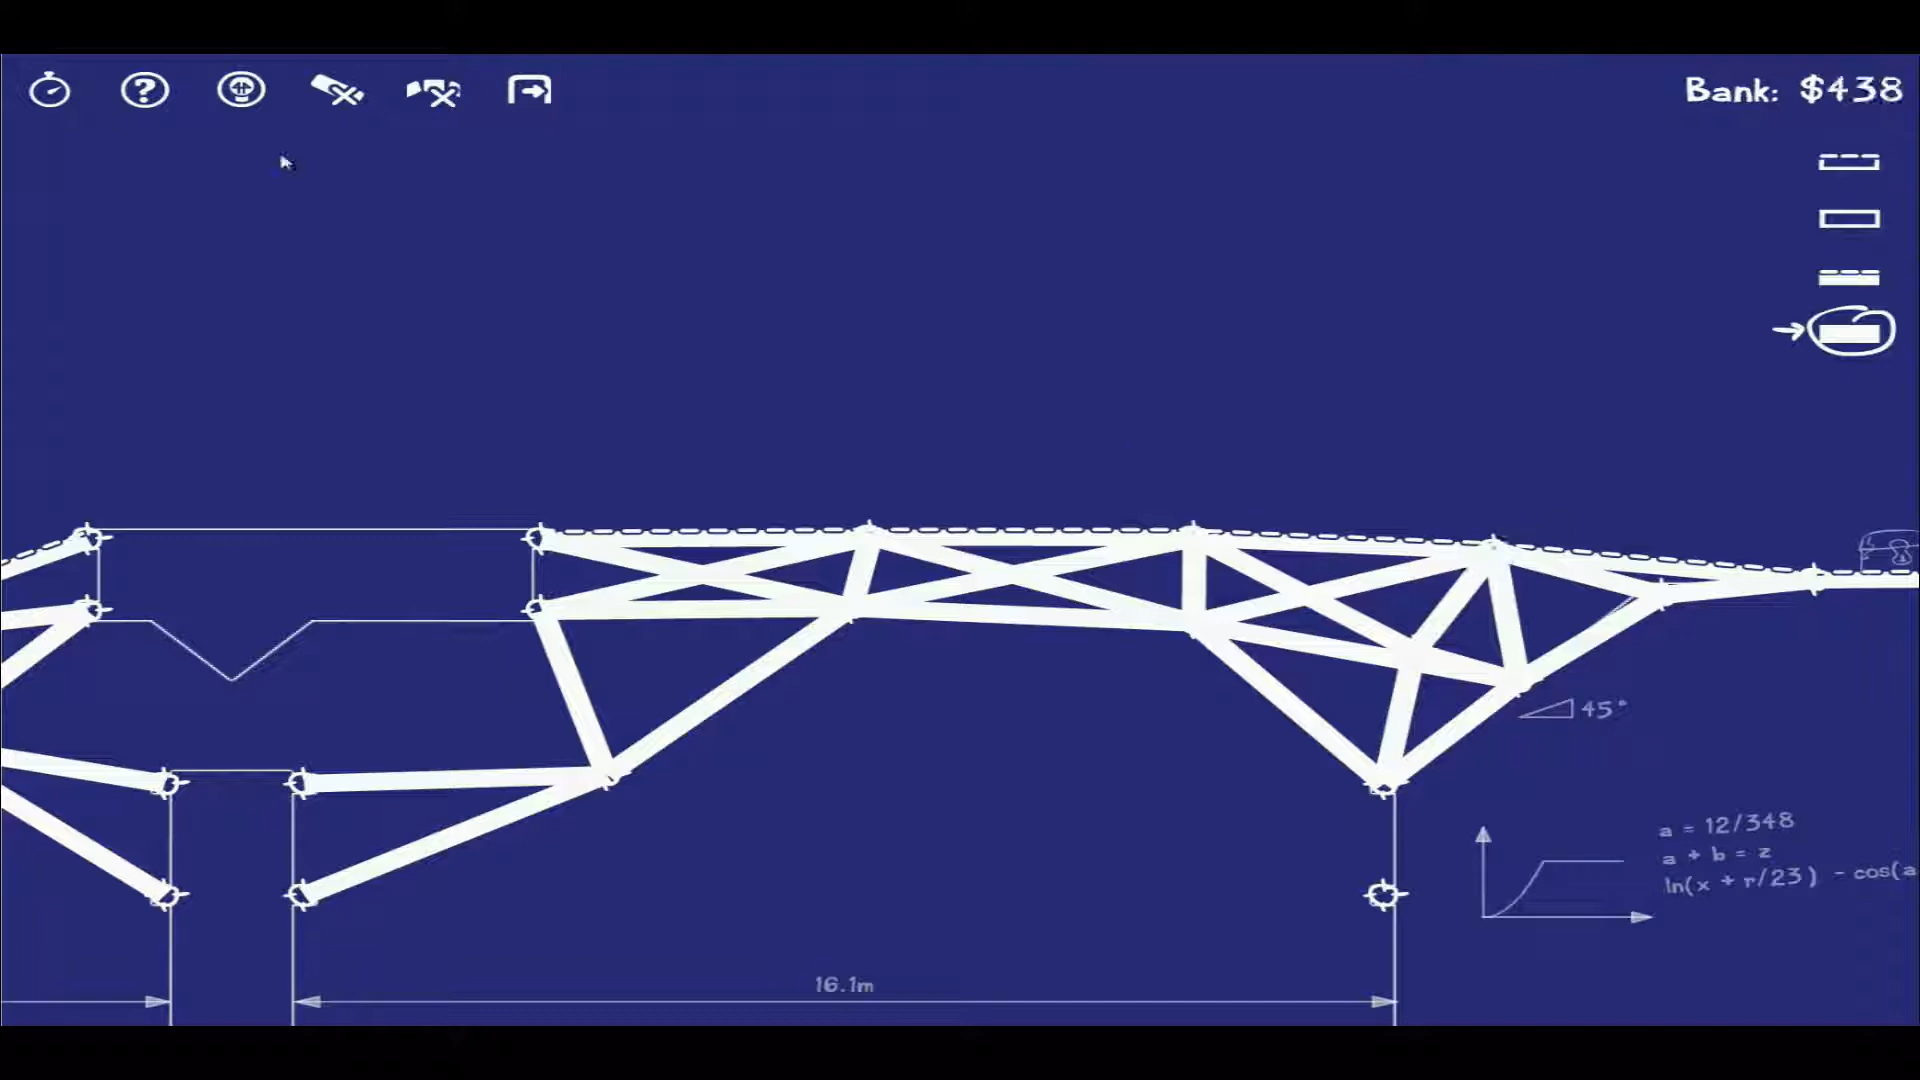 ?
Bank: $438
45°
a = 12/348
a + b = z
ln(x + r/23) - cos(a
16.1m